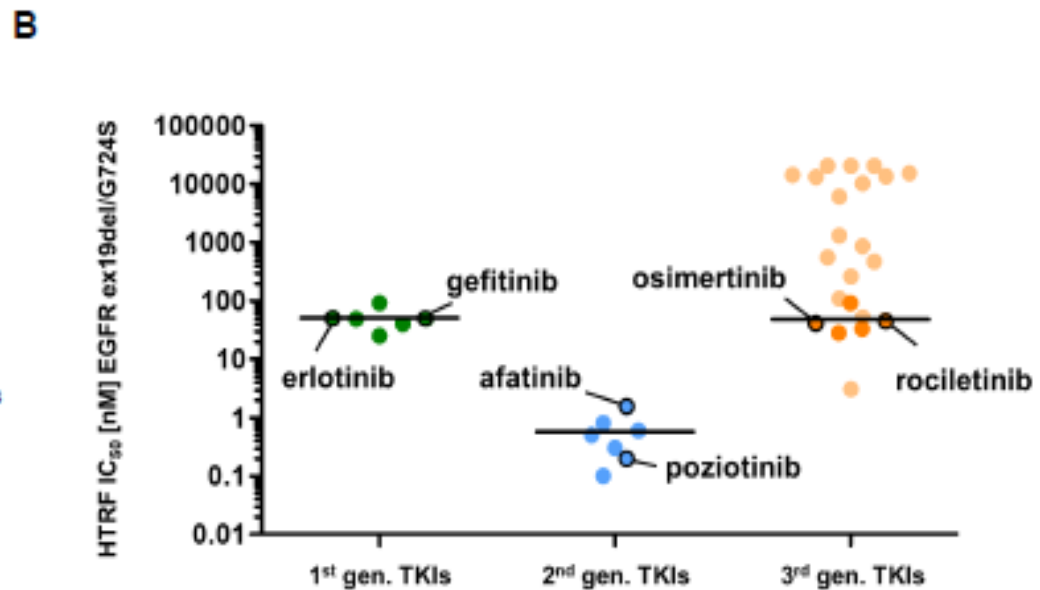 B
HTRF IC50 [nM] EGFR ex19del/G724S
100000
10000
1000
100
10
1
0.1
0.01
gefitinib
erlotinib
afatinib
poziotinib
osimertinib
rociletinib
1st gen. TKIs
2nd gen. TKIs
3rd gen. TKIs